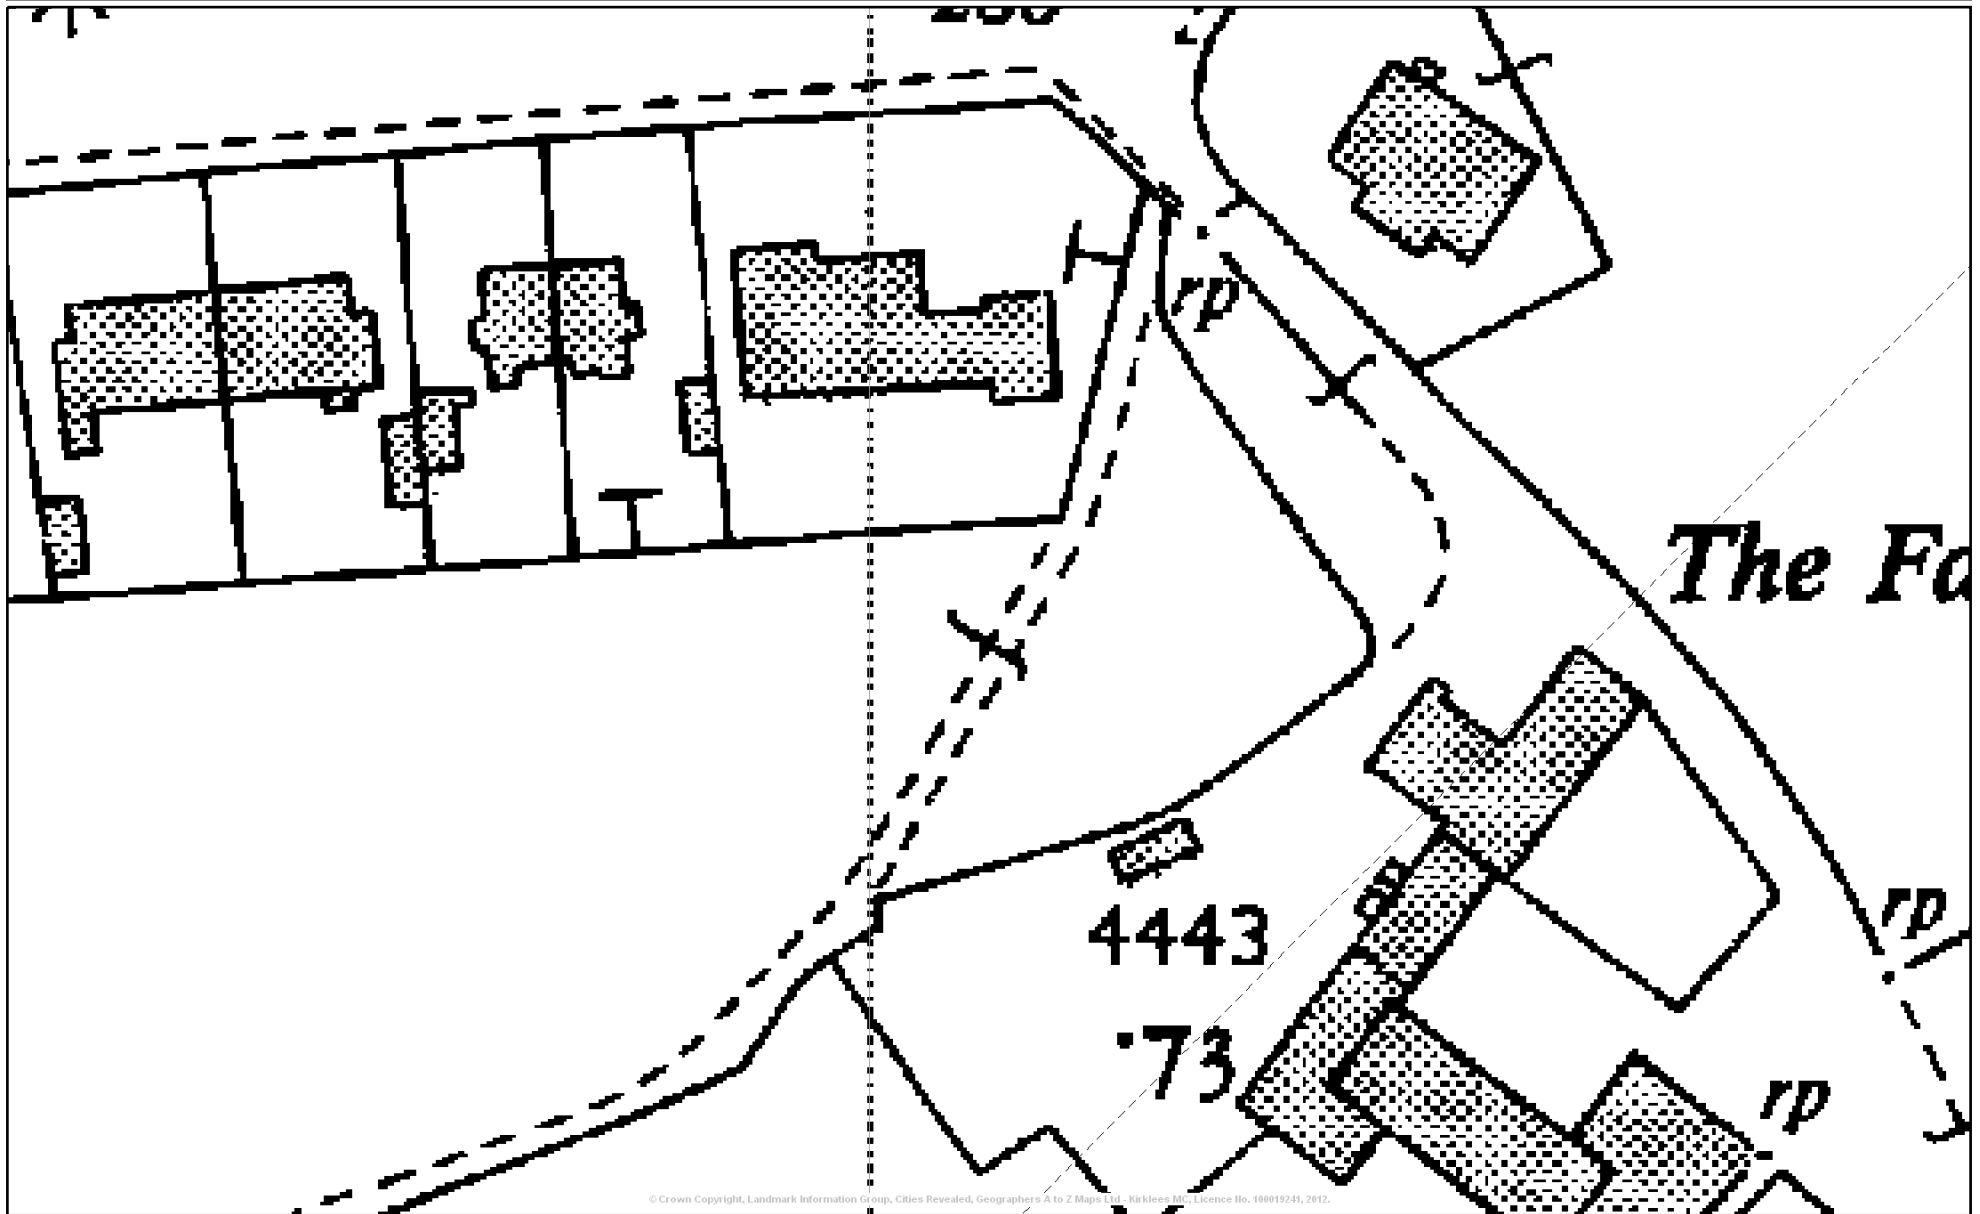 rp
The Fa
rp
4443
.73
rp
© Crown Copyright, Landmark Information Group, Cities Revealed, Geographers A to Z Maps Ltd - Kirklees MC, Licence No. 100019241, 2012.